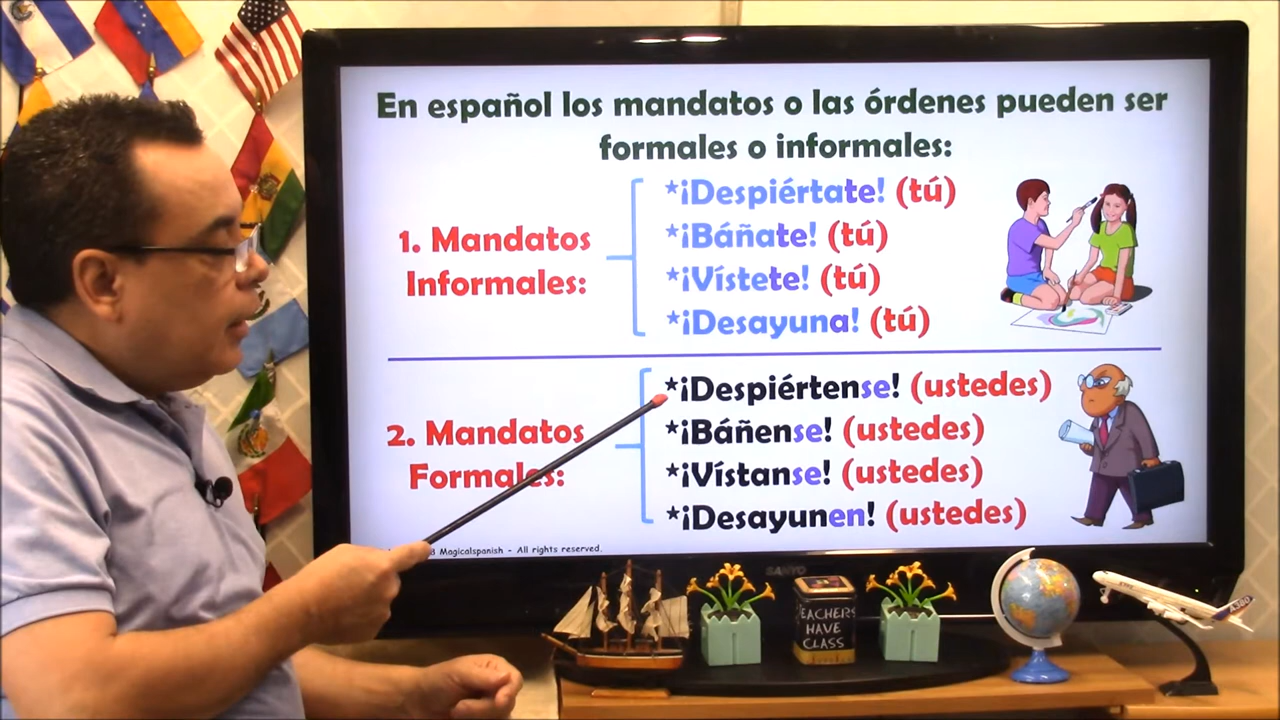 En español los mandatos o las órdenes pueden ser
formales o informales:
1. Mandatos
Informales:
*¡Despiértate! (tú)
*¡Báñate! (tú)
*¡Vístete! (tú)
*¡Desayuna! (tú)
2. Mandatos
Formales:
*¡Despiértense! (ustedes)
*¡Báñense! (ustedes)
*¡Vístanse! (ustedes)
*¡Desayunen! (ustedes)
Magicalspanish - All rights reserved.
SANYO
TEACHERS
HAVE
CLASS
A380